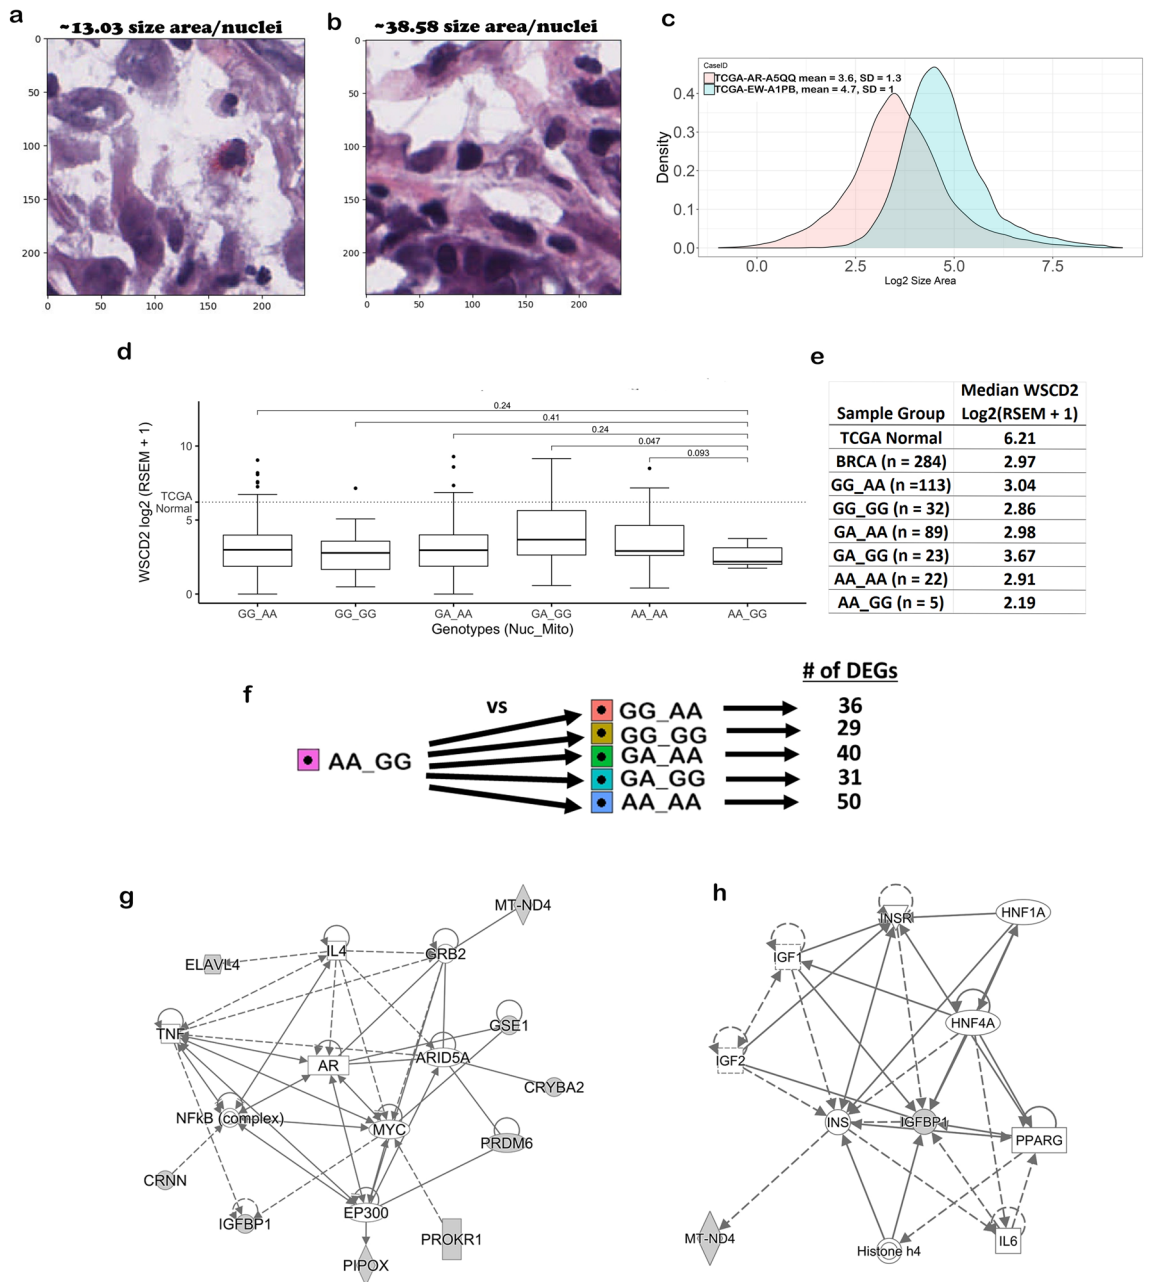 a
~13.03 size area/nuclei
0
50
100
150
200
0
50
100
150
200
b
~38.58 size area/nuclei
0
50
100
150
200
0
50
100
150
200
c
CaseID
TCGA-AR-A5QQ mean = 3.6, SD = 1.3
TCGA-EW-A1PB, mean = 4.7, SD = 1
Density
0.4
0.3
0.2
0.1
0.0
0.0
2.5
5.0
7.5
Log2 Size Area
d
WSCD2 log2 (RSEM + 1)
10
TCGA
Normal
5
0
0.24
0.41
0.24
0.047
0.093
GG_AA
GG_GG
GA_AA
GA_GG
AA_AA
AA_GG
Genotypes (Nuc_Mito)
e
Sample Group Median WSCD2 Log2(RSEM + 1)
TCGA Normal 6.21
BRCA (n = 284) 2.97
GG_AA (n =113) 3.04
GG_GG (n = 32) 2.86
GA_AA (n = 89) 2.98
GA_GG (n = 23) 3.67
AA_AA (n = 22) 2.91
AA_GG (n = 5) 2.19
f
# of DEGs
vs
AA_GG
GG_AA 36
GG_GG 29
GA_AA 40
GA_GG 31
AA_AA 50
g
MT-ND4
IL4
GRB2
ELAVL4
TNF
GSE1
AR
ARID5A
CRYBA2
NFkB (complex)
MYC
PRDM6
CRNN
IGFBP1
EP300
PROKR1
PIPOX
h
INSR
HNF1A
IGF1
HNF4A
IGF2
INS
IGFBP1
PPARG
MT-ND4
Histone h4
IL6